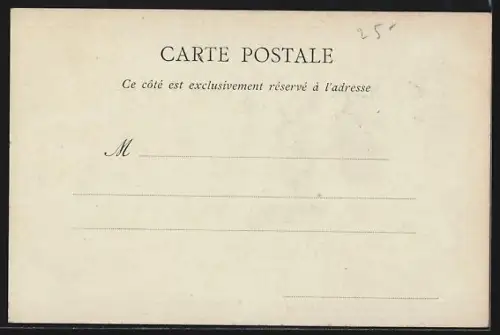 25
CARTE POSTALE
Ce côté est exclusivement réservé à l'adresse
M